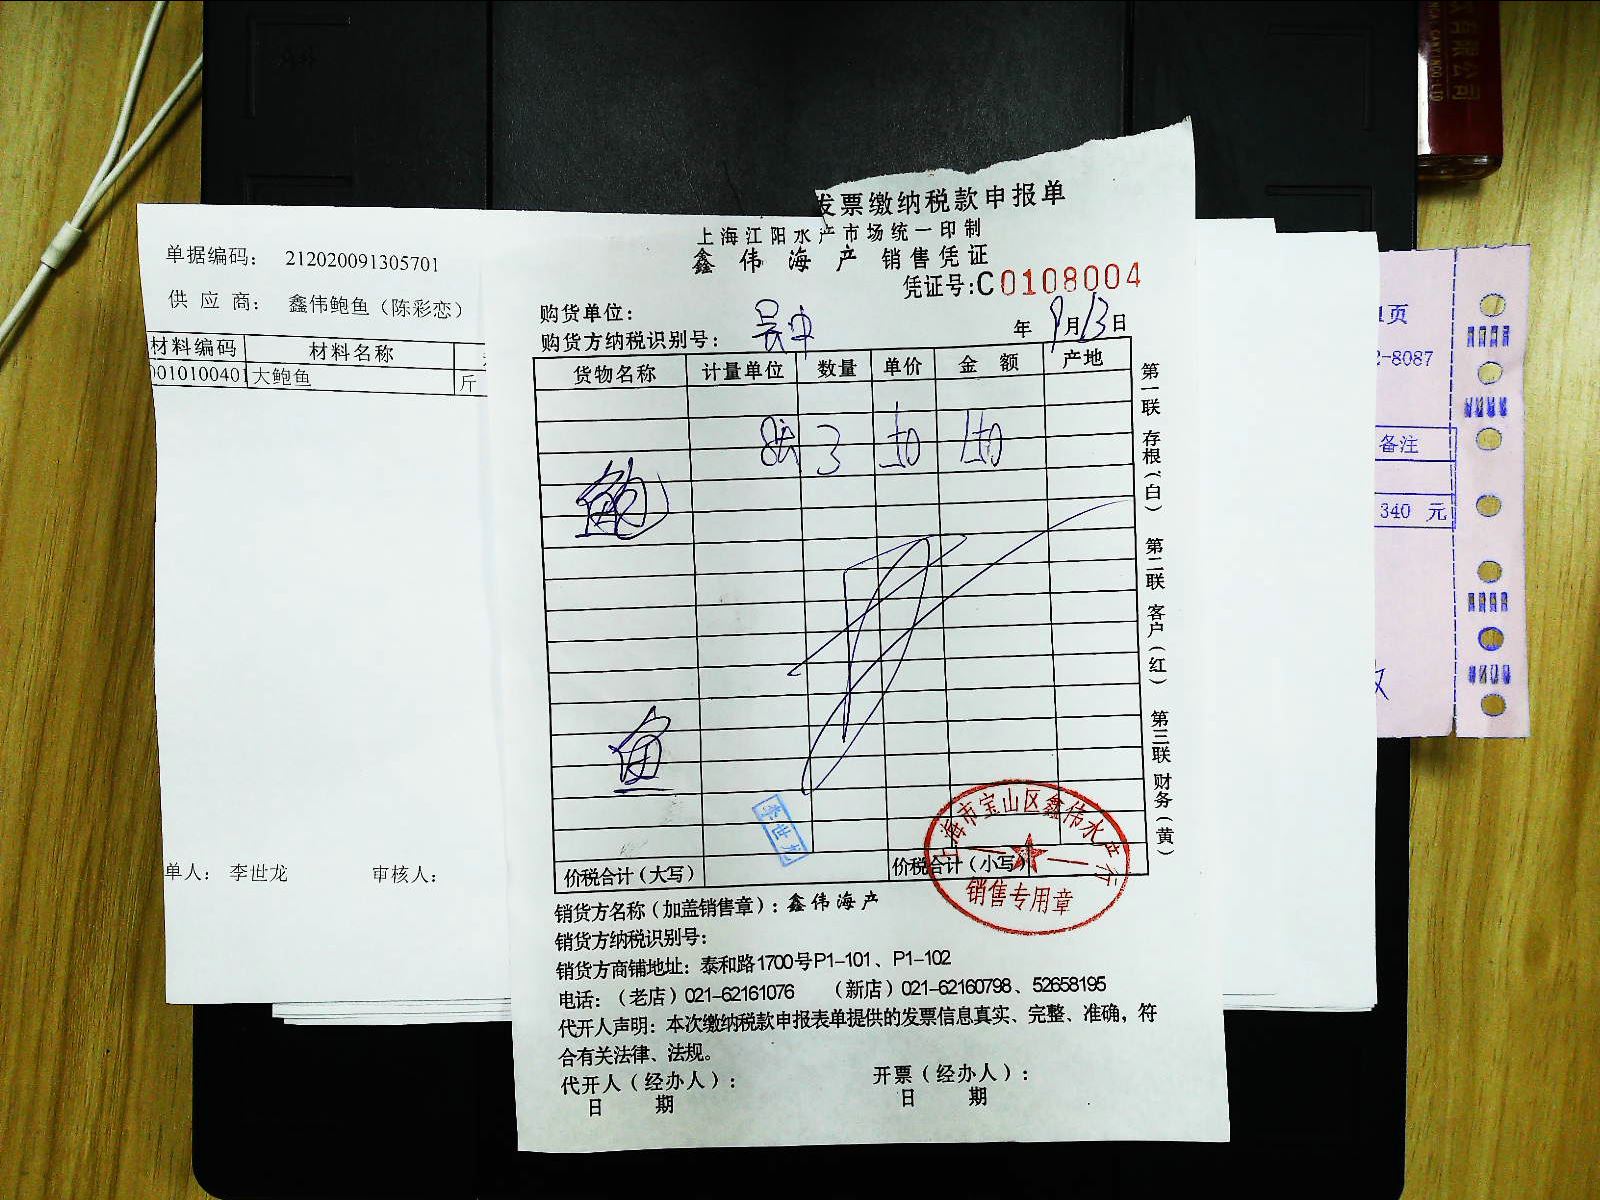 发票缴纳税款申报单
上海江阳水产市场统一印制
鑫伟海产 销售凭证
凭证号:C0108004
购货单位:
购货方纳税识别号: 年 9月13日
货物名称 计量单位 数量 单价 金额 产地
3
鲍
鱼
李世龙
价税合计(大写) 价税合计(小写)
上海市宝山区鑫伟水产行
销售专用章
销货方名称(加盖销售章): 鑫伟海产
销货方纳税识别号:
销货方商铺地址: 泰和路1700号P1-101、P1-102
电话: (老店)021-62161076 (新店)021-62160798、52658195
代开人声明: 本次缴纳税款申报表单提供的发票信息真实、完整、准确,符
合有关法律、法规。
代开人(经办人): 开票(经办人):
日 期 日 期
第一联 存根(白) 第二联 客户(红) 第三联 财务(黄)
单据编码: 212020091305701
供应商: 鑫伟鲍鱼(陈彩恋)
材料编码 材料名称
0010100401 大鲍鱼 斤
单人: 李世龙 审核人:
1页
2-8087
备注
340 元
限公司